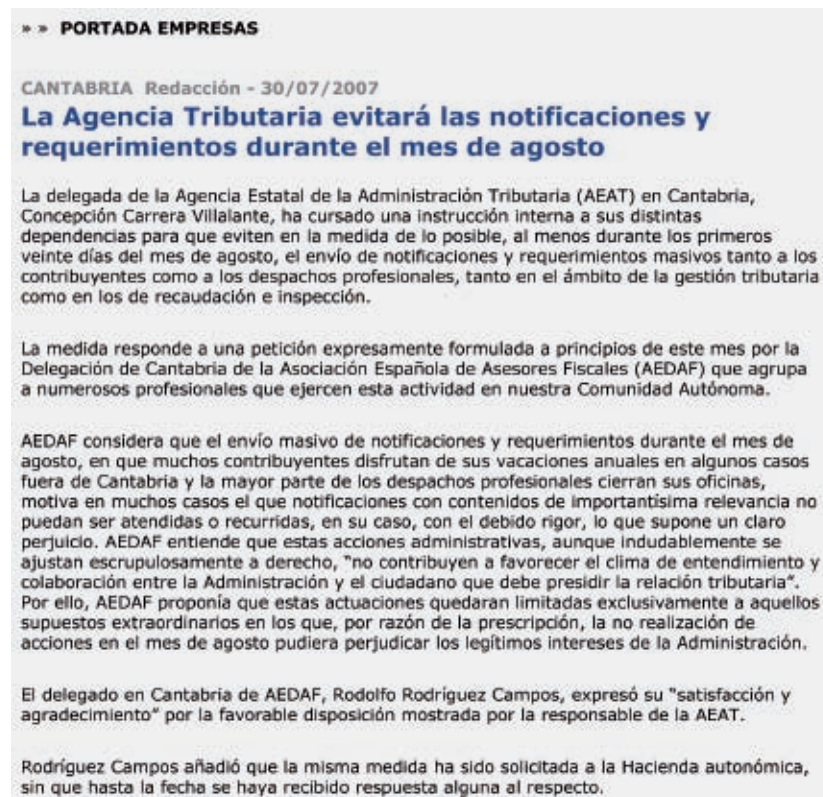 » » PORTADA EMPRESAS
CANTABRIA Redacción - 30/07/2007
La Agencia Tributaria evitará las notificaciones y
requerimientos durante el mes de agosto
La delegada de la Agencia Estatal de la Administración Tributaria (AEAT) en Cantabria,
Concepción Carrera Villalante, ha cursado una instrucción interna a sus distintas
dependencias para que eviten en la medida de lo posible, al menos durante los primeros
veinte días del mes de agosto, el envío de notificaciones y requerimientos masivos tanto a los
contribuyentes como a los despachos profesionales, tanto en el ámbito de la gestión tributaria
como en los de recaudación e inspección.
La medida responde a una petición expresamente formulada a principios de este mes por la
Delegación de Cantabria de la Asociación Española de Asesores Fiscales (AEDAF) que agrupa
a numerosos profesionales que ejercen esta actividad en nuestra Comunidad Autónoma.
AEDAF considera que el envío masivo de notificaciones y requerimientos durante el mes de
agosto, en que muchos contribuyentes disfrutan de sus vacaciones anuales en algunos casos
fuera de Cantabria y la mayor parte de los despachos profesionales cierran sus oficinas,
motiva en muchos casos el que notificaciones con contenidos de importantísima relevancia no
puedan ser atendidas o recurridas, en su caso, con el debido rigor, lo que supone un claro
perjuicio. AEDAF entiende que estas acciones administrativas, aunque indudablemente se
ajustan escrupulosamente a derecho, "no contribuyen a favorecer el clima de entendimiento y
colaboración entre la Administración y el ciudadano que debe presidir la relación tributaria".
Por ello, AEDAF proponía que estas actuaciones quedaran limitadas exclusivamente a aquellos
supuestos extraordinarios en los que, por razón de la prescripción, la no realización de
acciones en el mes de agosto pudiera perjudicar los legítimos intereses de la Administración.
El delegado en Cantabria de AEDAF, Rodolfo Rodríguez Campos, expresó su "satisfacción y
agradecimiento" por la favorable disposición mostrada por la responsable de la AEAT.
Rodríguez Campos añadió que la misma medida ha sido solicitada a la Hacienda autonómica,
sin que hasta la fecha se haya recibido respuesta alguna al respecto.